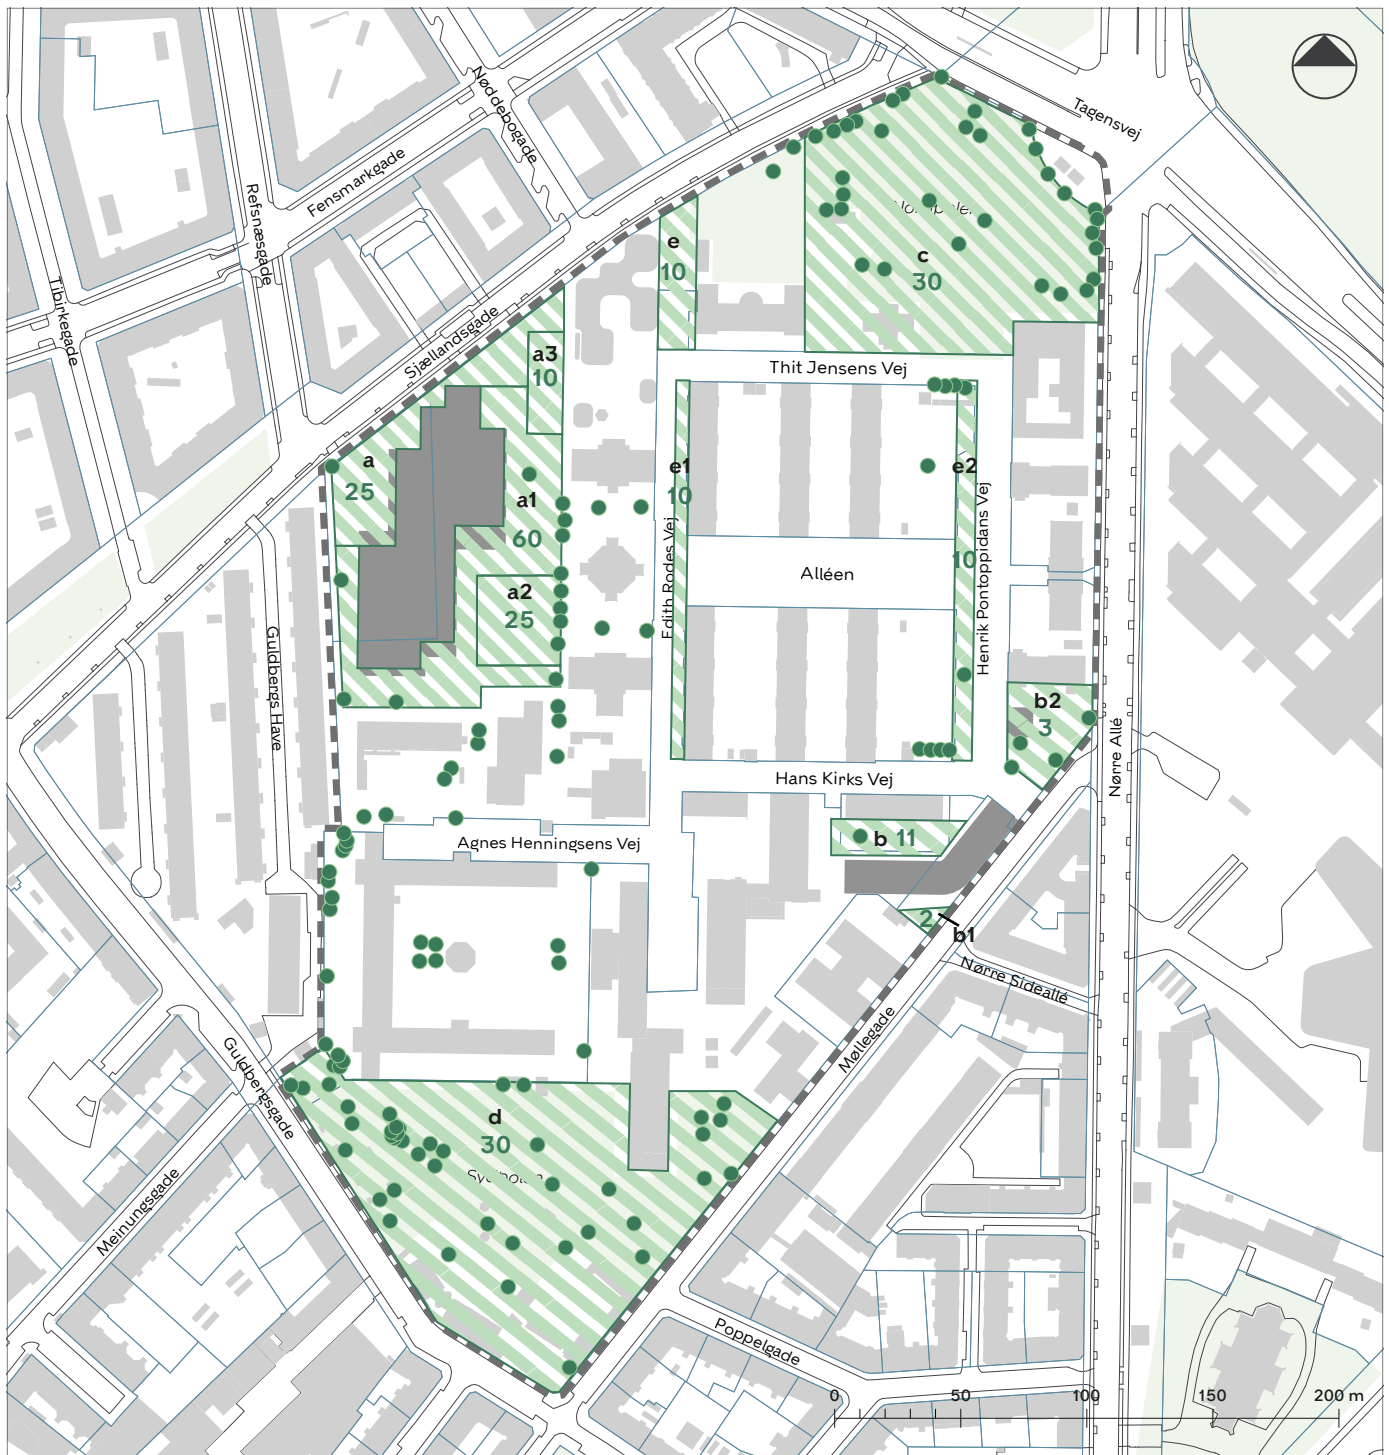 Tagensvej
Nøddebogade
Fensmarkgade
Refsnæsgade
Tibirkegade
Sjællandsgade
e
10
c
30
a3
10
Thit Jensens Vej
a
25
a1
60
a2
25
e1
10
e2
10
Edith Rodes Vej
Henrik Pontoppidans Vej
Alléen
Guldbergs Have
b2
3
Nørre Allé
Hans Kirks Vej
Agnes Henningsens Vej
b 11
2
b1
Nørre Sideallé
Møllegade
Guldbergsgade
d
30
Meinungsgade
Poppelgade
0 50 100 150 200 m